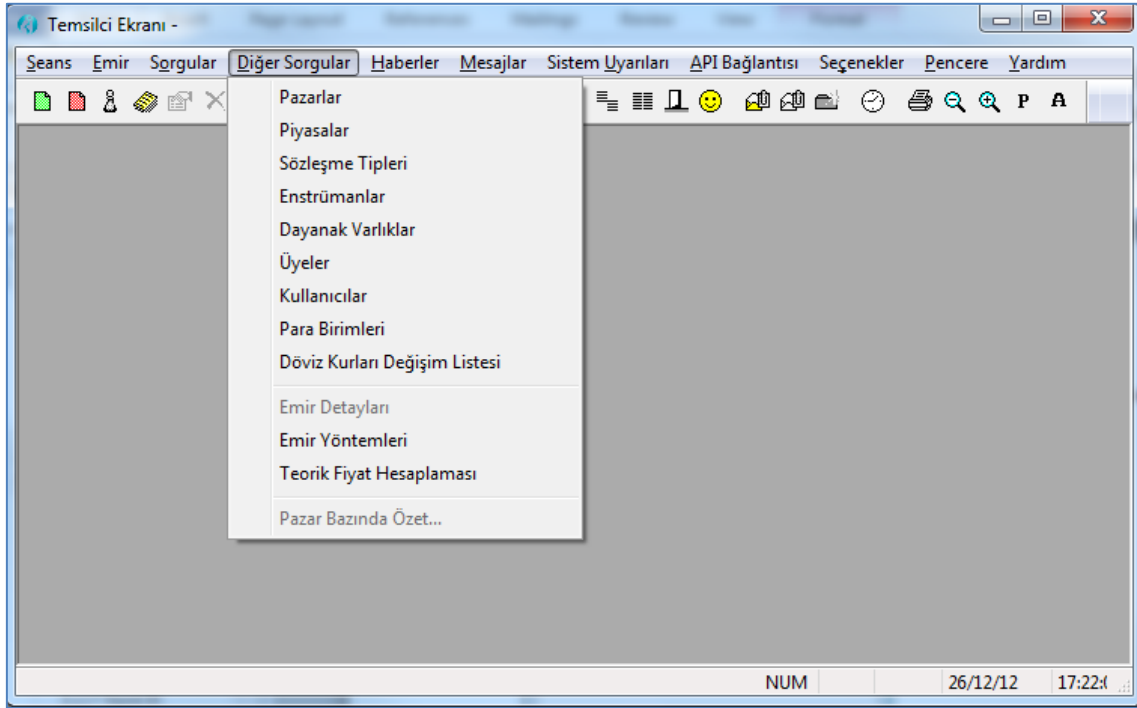 Temsilci Ekranı -
Seans Emir Sorgular Diğer Sorgular Haberler Mesajlar Sistem Uyarıları API Bağlantısı Seçenekler Pencere Yardım
P A
Pazarlar
Piyasalar
Sözleşme Tipleri
Enstrümanlar
Dayanak Varlıklar
Üyeler
Kullanıcılar
Para Birimleri
Döviz Kurları Değişim Listesi
Emir Detayları
Emir Yöntemleri
Teorik Fiyat Hesaplaması
Pazar Bazında Özet...
NUM 26/12/12 17:22: